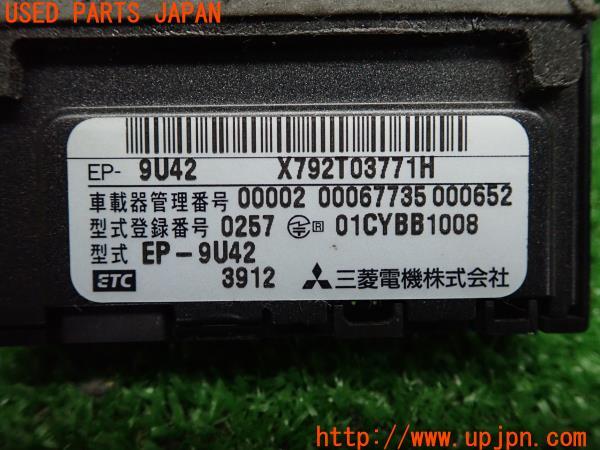 USED PARTS JAPAN
EP- 9U42 X792T03771H
車載器管理番号 00002 00067735 000652
型式登録番号 0257 R 01CYBB1008
型式 EP-9U42
ETC 3912 三菱電機株式会社
http://www.upjpn.com/